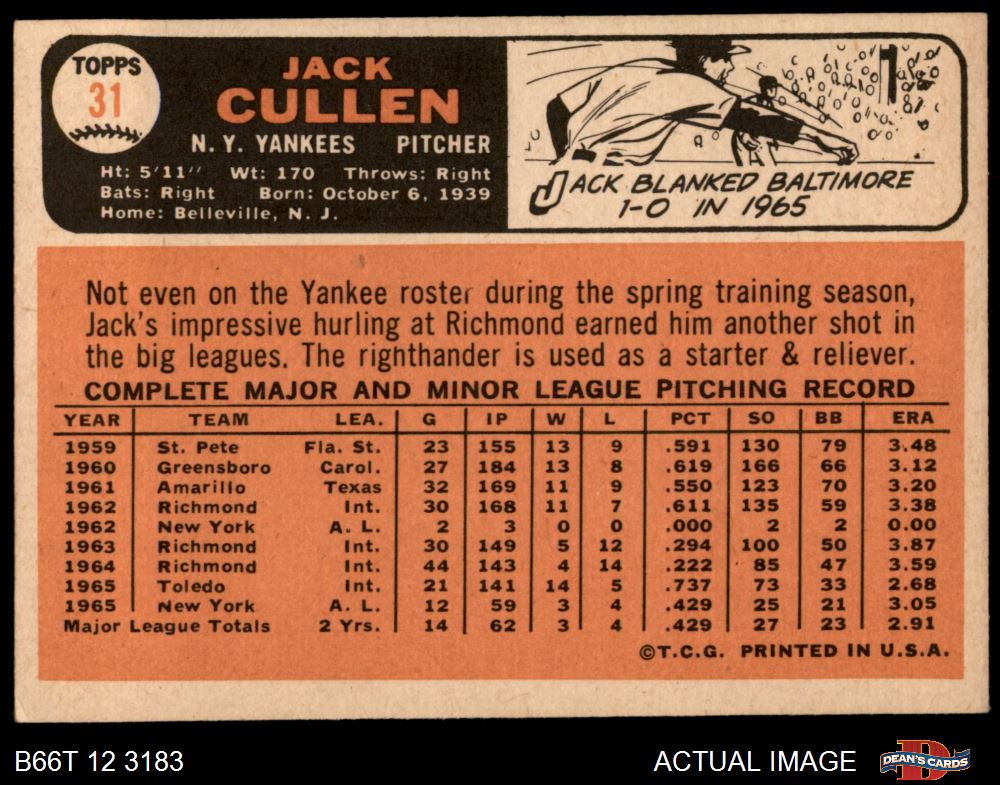 TOPPS
31
JACK
CULLEN
N. Y. YANKEES PITCHER
Ht: 5'11" Wt: 170 Throws: Right
Bats: Right Born: October 6, 1939
Home: Belleville, N. J.
JACK BLANKED BALTIMORE
1-0 IN 1965
Not even on the Yankee roster during the spring training season,
Jack's impressive hurling at Richmond earned him another shot in
the big leagues. The righthander is used as a starter & reliever.
COMPLETE MAJOR AND MINOR LEAGUE PITCHING RECORD
YEAR TEAM LEA. G IP W L PCT SO BB ERA
1959 St. Pete Fla. St. 23 155 13 9 .591 130 79 3.48
1960 Greensboro Carol. 27 184 13 8 .619 166 66 3.12
1961 Amarillo Texas 32 169 11 9 .550 123 70 3.20
1962 Richmond Int. 30 168 11 7 .611 135 59 3.38
1962 New York A. L. 2 3 0 0 .000 2 2 0.00
1963 Richmond Int. 30 149 5 12 .294 100 50 3.87
1964 Richmond Int. 44 143 4 14 .222 85 47 3.59
1965 Toledo Int. 21 141 14 5 .737 73 33 2.68
1965 New York A. L. 12 59 3 4 .429 25 21 3.05
Major League Totals 2 Yrs. 14 62 3 4 .429 27 23 2.91
©T.C.G. PRINTED IN U.S.A.
B66T 12 3183
ACTUAL IMAGE
DEAN'S CARDS